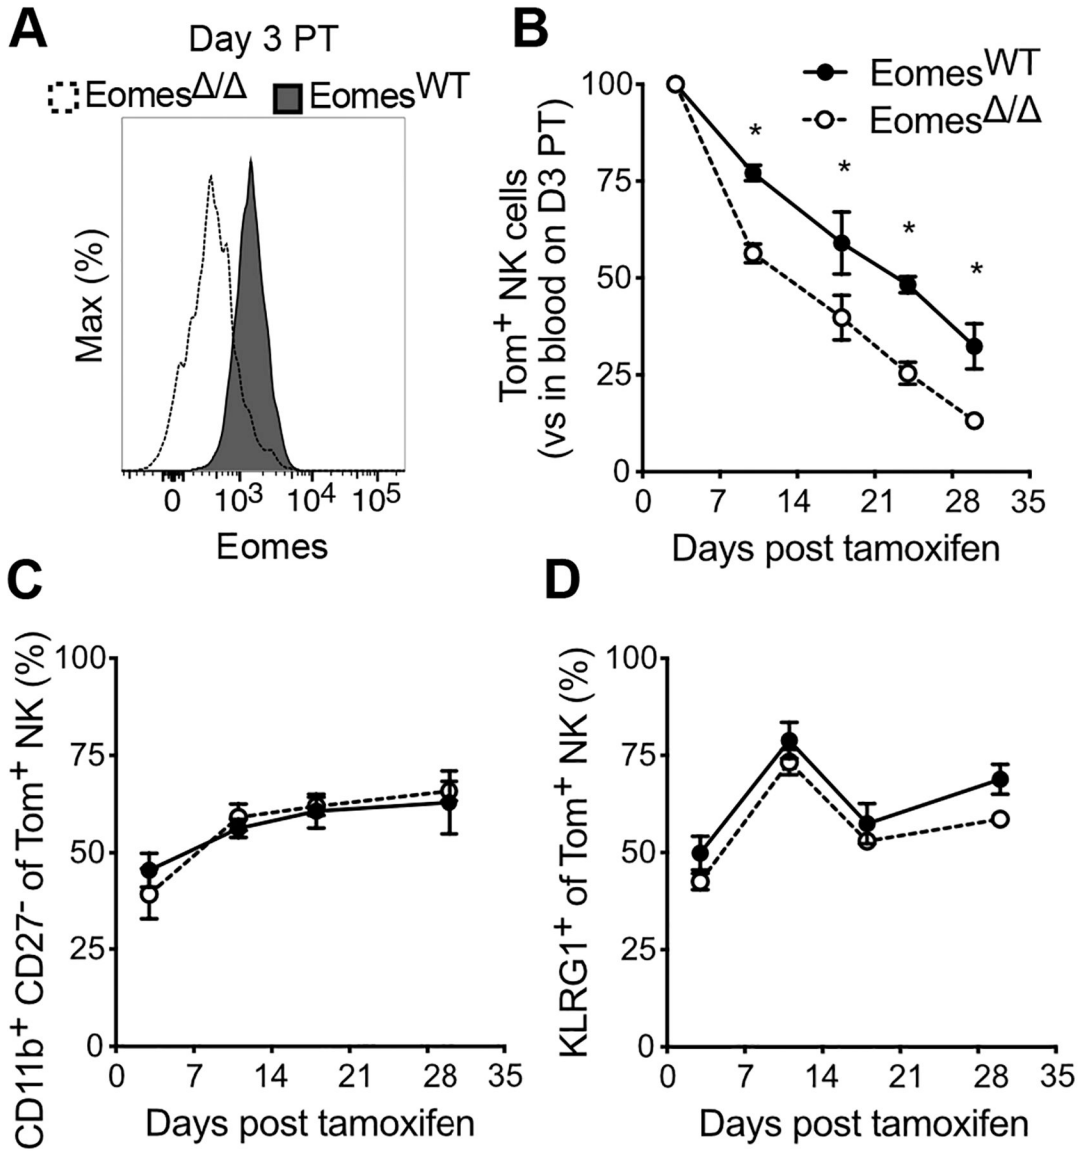 A
Day 3 PT
EomesΔ/Δ EomesWT
Max (%)
0 10³ 10⁴ 10⁵
Eomes
B
EomesWT
EomesΔ/Δ
Tom⁺ NK cells
(vs in blood on D3 PT)
100
75
50
25
0
* * * *
0 7 14 21 28 35
Days post tamoxifen
C
CD11b⁺ CD27⁻ of Tom⁺ NK (%)
100
75
50
25
0
0 7 14 21 28 35
Days post tamoxifen
D
KLRG1⁺ of Tom⁺ NK (%)
100
75
50
25
0
0 7 14 21 28 35
Days post tamoxifen